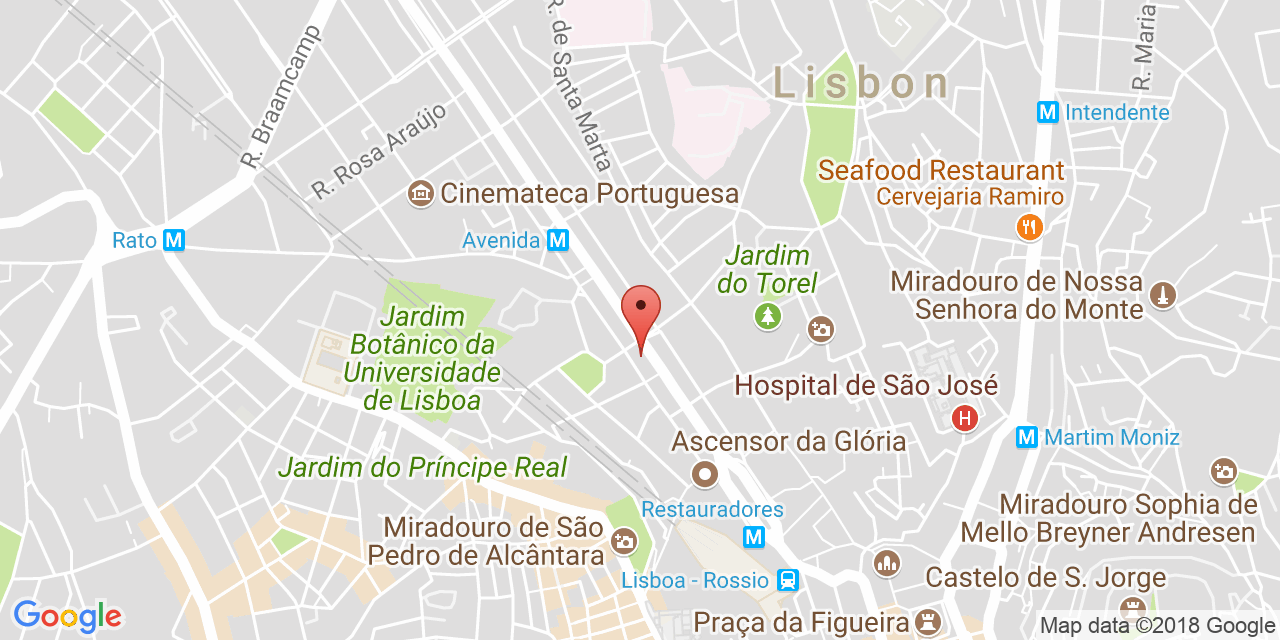 R. Braamcamp
R. de Santa Marta
R. Maria
Lisbon
R. Rosa Araújo
M Intendente
Seafood Restaurant
Cervejaria Ramiro
Cinemateca Portuguesa
Rato M
Avenida M
Jardim
do Torel
Miradouro de Nossa
Senhora do Monte
Jardim
Botânico da
Universidade
de Lisboa
Hospital de São José
H
M Martim Moniz
Ascensor da Glória
Jardim do Príncipe Real
Restauradores
M
Miradouro de São
Pedro de Alcântara
Miradouro Sophia de
Mello Breyner Andresen
Lisboa - Rossio
Castelo de S. Jorge
Praça da Figueira
Google
Map data ©2018 Google